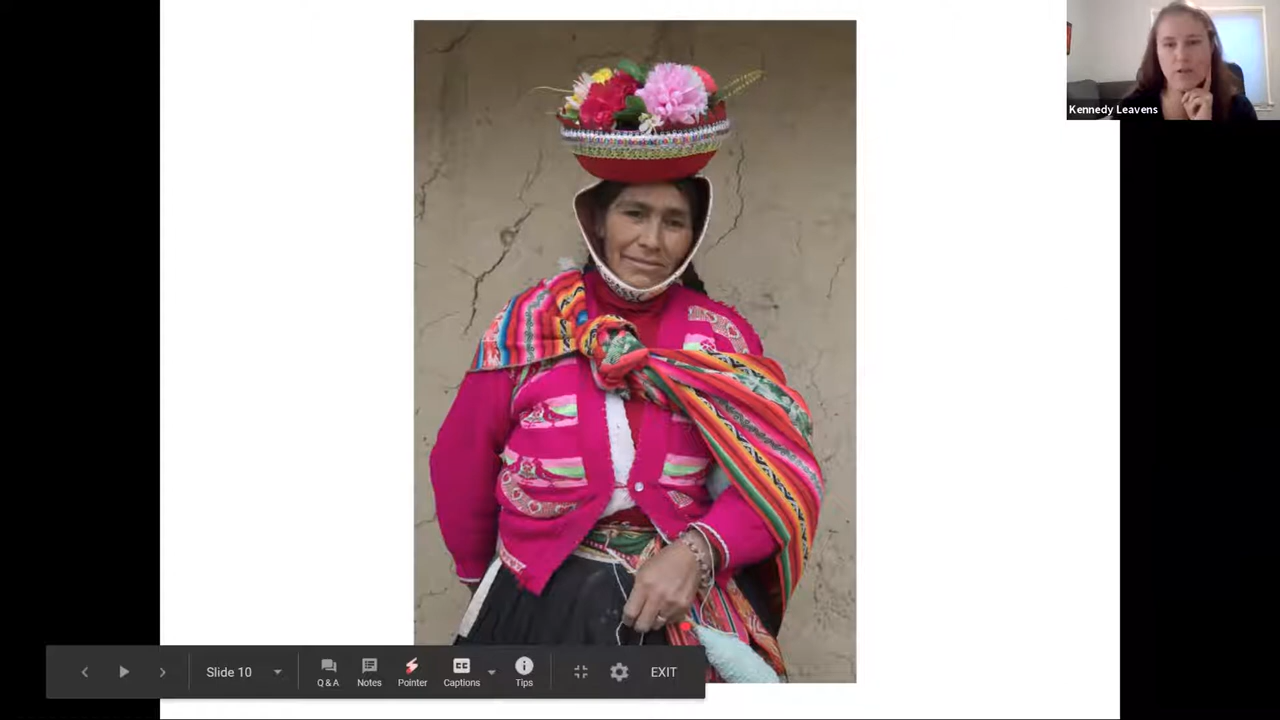 Kennedy Leavens
Slide 10
Q & A
Notes
Pointer
Captions
Tips
EXIT